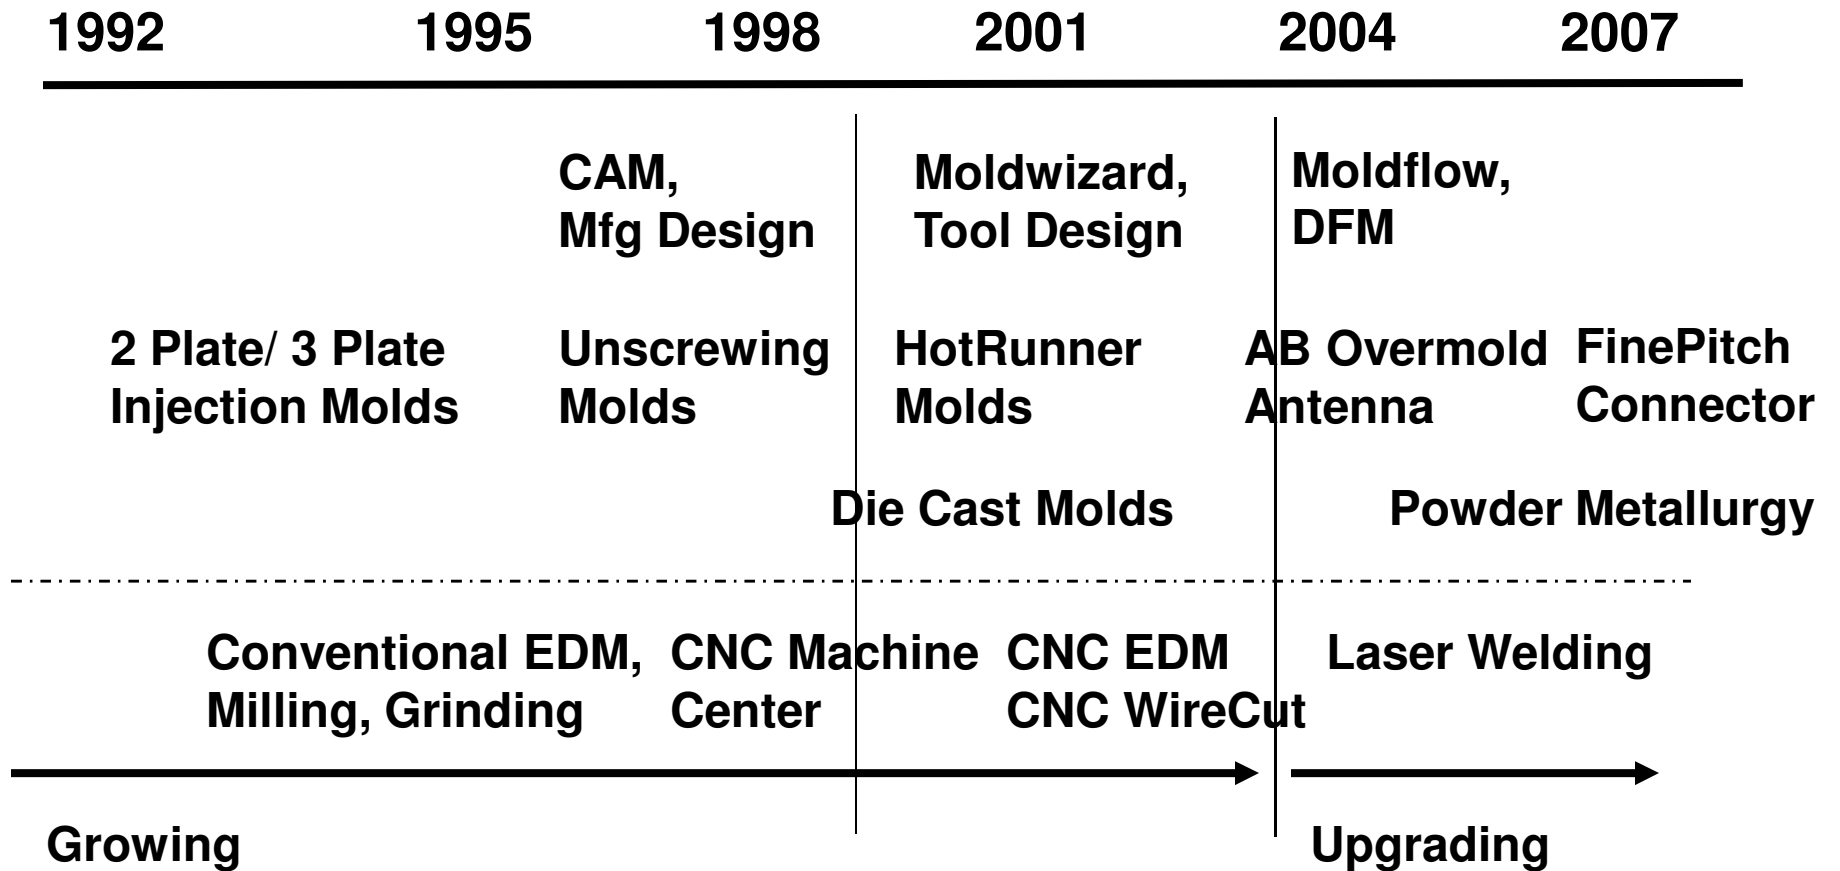 1992 1995 1998 2001 2004 2007
CAM, Moldwizard, Moldflow,
Mfg Design Tool Design DFM
2 Plate/ 3 Plate Unscrewing HotRunner AB Overmold FinePitch
Injection Molds Molds Molds Antenna Connector
Die Cast Molds Powder Metallurgy
Conventional EDM, CNC Machine CNC EDM Laser Welding
Milling, Grinding Center CNC WireCut
Growing Upgrading